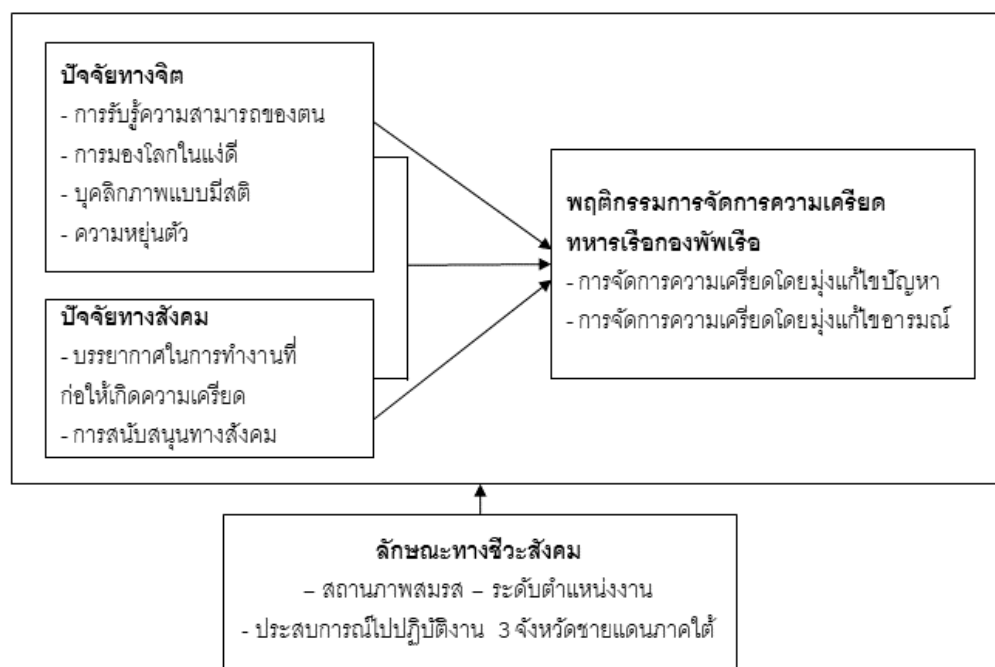 ปัจจัยทางจิต
- การรับรู้ความสามารถของตน
- การมองโลกในแง่ดี
- บุคลิกภาพแบบมีสติ
- ความหยุ่นตัว
ปัจจัยทางสังคม
- บรรยากาศในการทำงานที่
ก่อให้เกิดความเครียด
- การสนับสนุนทางสังคม
พฤติกรรมการจัดการความเครียด
ทหารเรือกองทัพเรือ
- การจัดการความเครียดโดยมุ่งแก้ไขปัญหา
- การจัดการความเครียดโดยมุ่งแก้ไขอารมณ์
ลักษณะทางชีวะสังคม
– สถานภาพสมรส – ระดับตำแหน่งงาน
- ประสบการณ์ไปปฏิบัติงาน 3 จังหวัดชายแดนภาคใต้